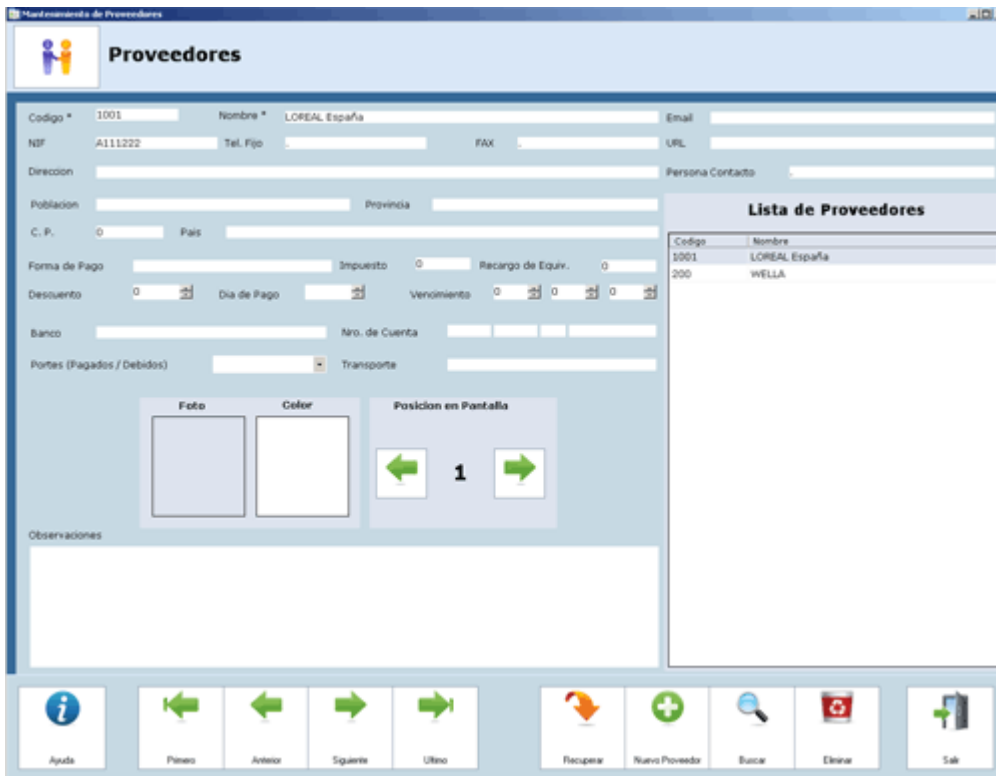 Mantenimiento de Proveedores
Proveedores
Codigo * 1001 Nombre * LOREAL España Email
NIF A111222 Tel. Fijo . FAX . URL
Direccion Persona Contacto .
Poblacion Provincia
Lista de Proveedores
C. P. 0 Pais
Codigo Nombre
1001 LOREAL España
200 WELLA
Forma de Pago Impuesto 0 Recargo de Equiv. 0
Descuento 0 Dia de Pago Vencimiento 0 0 0
Banco Nro. de Cuenta
Portes (Pagados / Debidos) Transporte
Foto Color Posicion en Pantalla
1
Observaciones
Ayuda Primero Anterior Siguiente Ultimo Recuperar Nuevo Proveedor Buscar Eliminar Salir